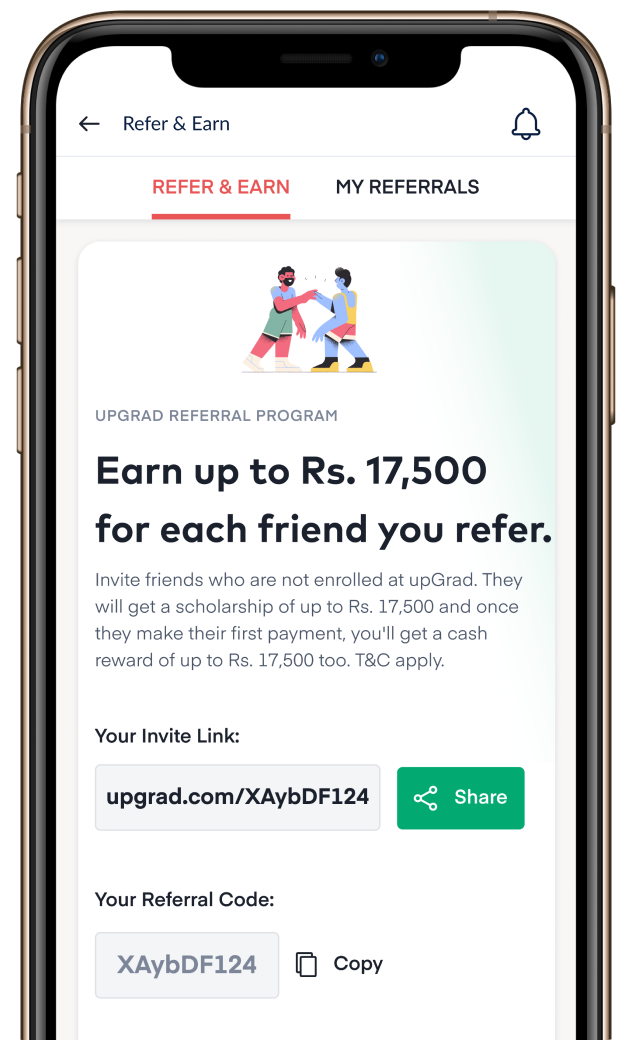 Refer & Earn
REFER & EARN
MY REFERRALS
UPGRAD REFERRAL PROGRAM
Earn up to Rs. 17,500
for each friend you refer.
Invite friends who are not enrolled at upGrad. They
will get a scholarship of up to Rs. 17,500 and once
they make their first payment, you'll get a cash
reward of up to Rs. 17,500 too. T&C apply.
Your Invite Link:
upgrad.com/XAybDF124
Share
Your Referral Code:
XAybDF124
Copy